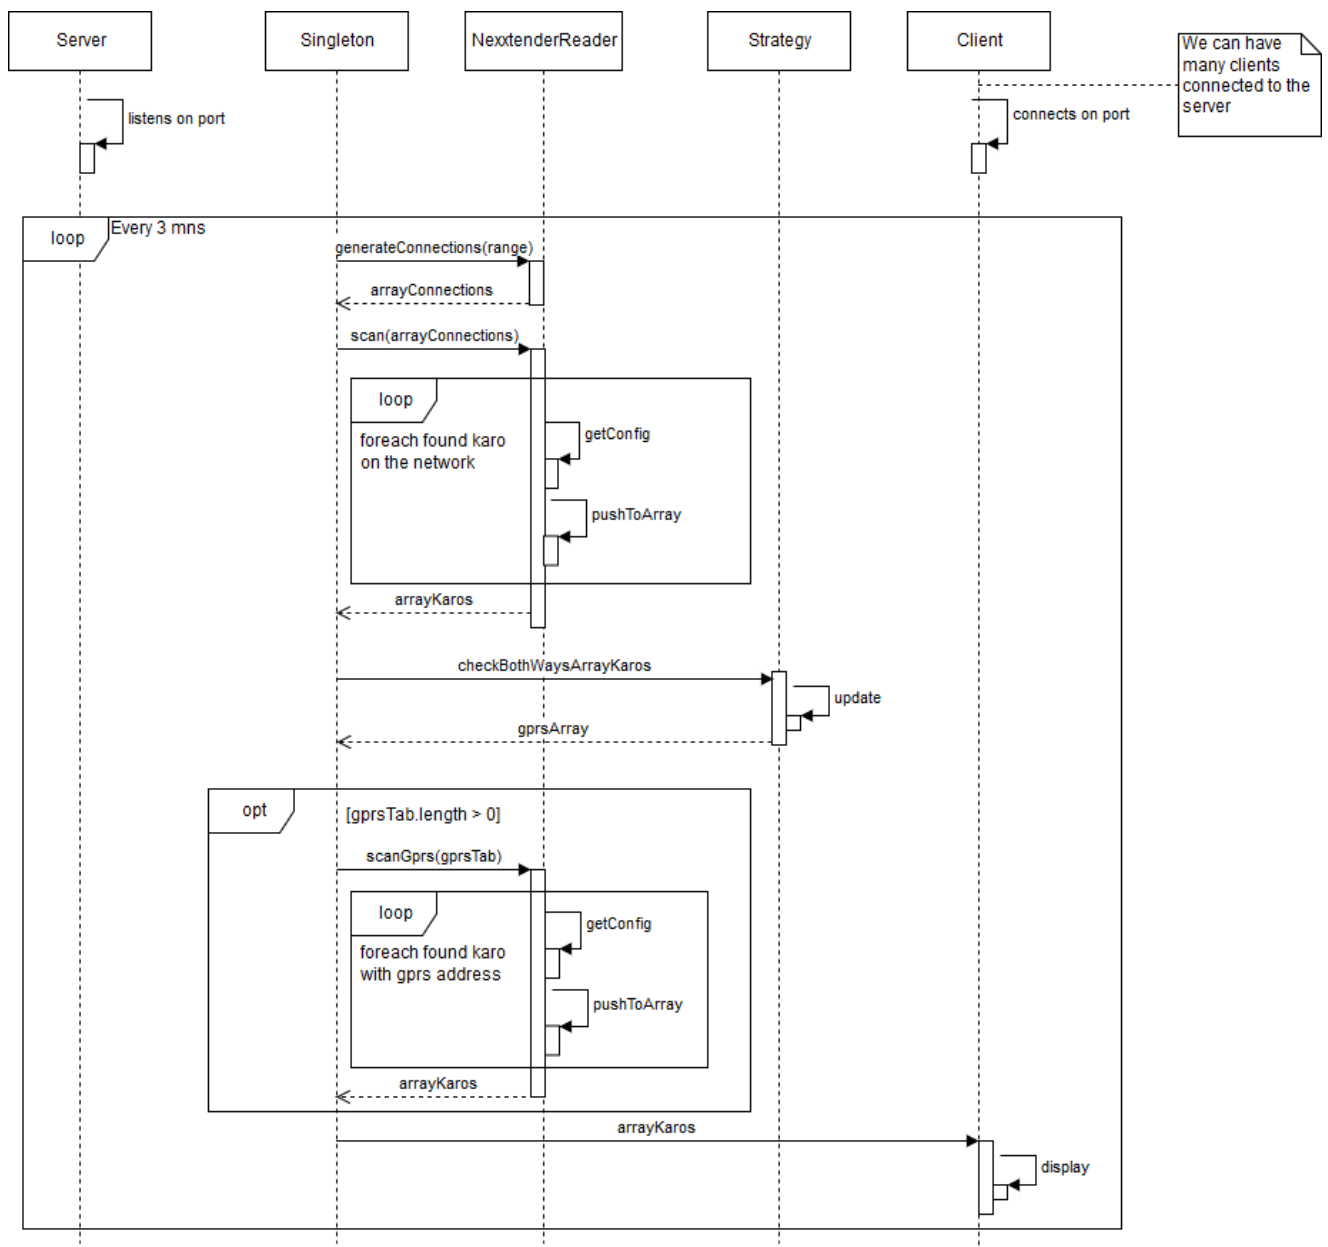 Server
Singleton
NexxtenderReader
Strategy
Client
We can have
many clients
connected to the
server
listens on port
connects on port
loop
Every 3 mns
generateConnections(range)
arrayConnections
scan(arrayConnections)
loop
foreach found karo
on the network
getConfig
pushToArray
arrayKaros
checkBothWaysArrayKaros
update
gprsArray
opt
[gprsTab.length > 0]
scanGprs(gprsTab)
loop
foreach found karo
with gprs address
getConfig
pushToArray
arrayKaros
arrayKaros
display